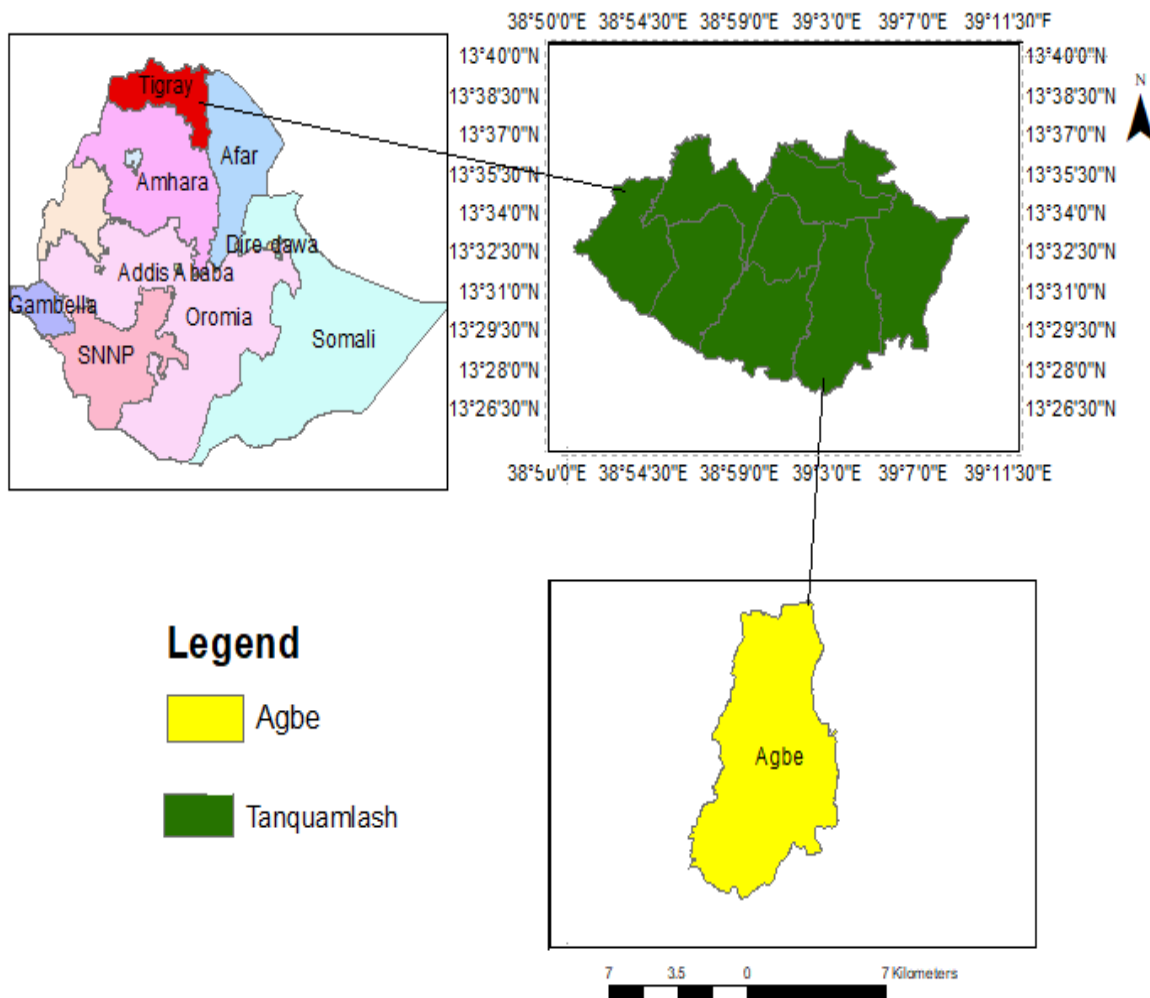 38°50'0"E 38°54'30"E 38°59'0"E 39°3'0"E 39°7'0"E 39°11'30"E
13°40'0"N 13°40'0"N
13°38'30"N 13°38'30"N
13°37'0"N 13°37'0"N
13°35'30"N 13°35'30"N
13°34'0"N 13°34'0"N
13°32'30"N 13°32'30"N
13°31'0"N 13°31'0"N
13°29'30"N 13°29'30"N
13°28'0"N 13°28'0"N
13°26'30"N 13°26'30"N
38°50'0"E 38°54'30"E 38°59'0"E 39°3'0"E 39°7'0"E 39°11'30"E
N
Tigray
Afar
Amhara
Dire dawa
Addis Ababa
Gambella
Oromia
Somali
SNNP
Legend
Agbe
Tanquamlash
Agbe
7 3.5 0 7 Kilometers